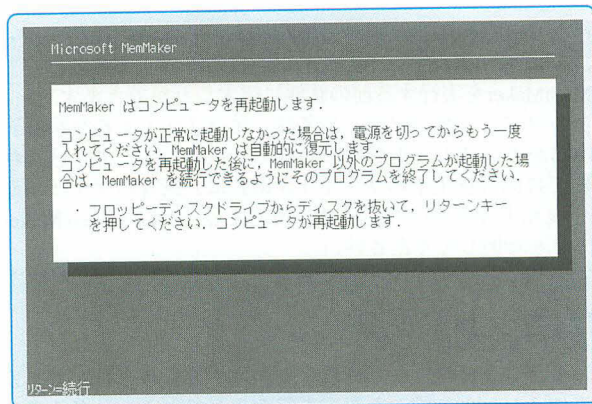 Microsoft MemMaker
MemMaker はコンピュータを再起動します.
コンピュータが正常に起動しなかった場合は, 電源を切ってからもう一度
入れてください. MemMaker は自動的に復元します.
コンピュータを再起動した後に, MemMaker 以外のプログラムが起動した場
合は, MemMaker を続行できるようにそのプログラムを終了してください.
・ フロッピーディスクドライブからディスクを抜いて, リターンキー
を押してください. コンピュータが再起動します.
リターン=続行